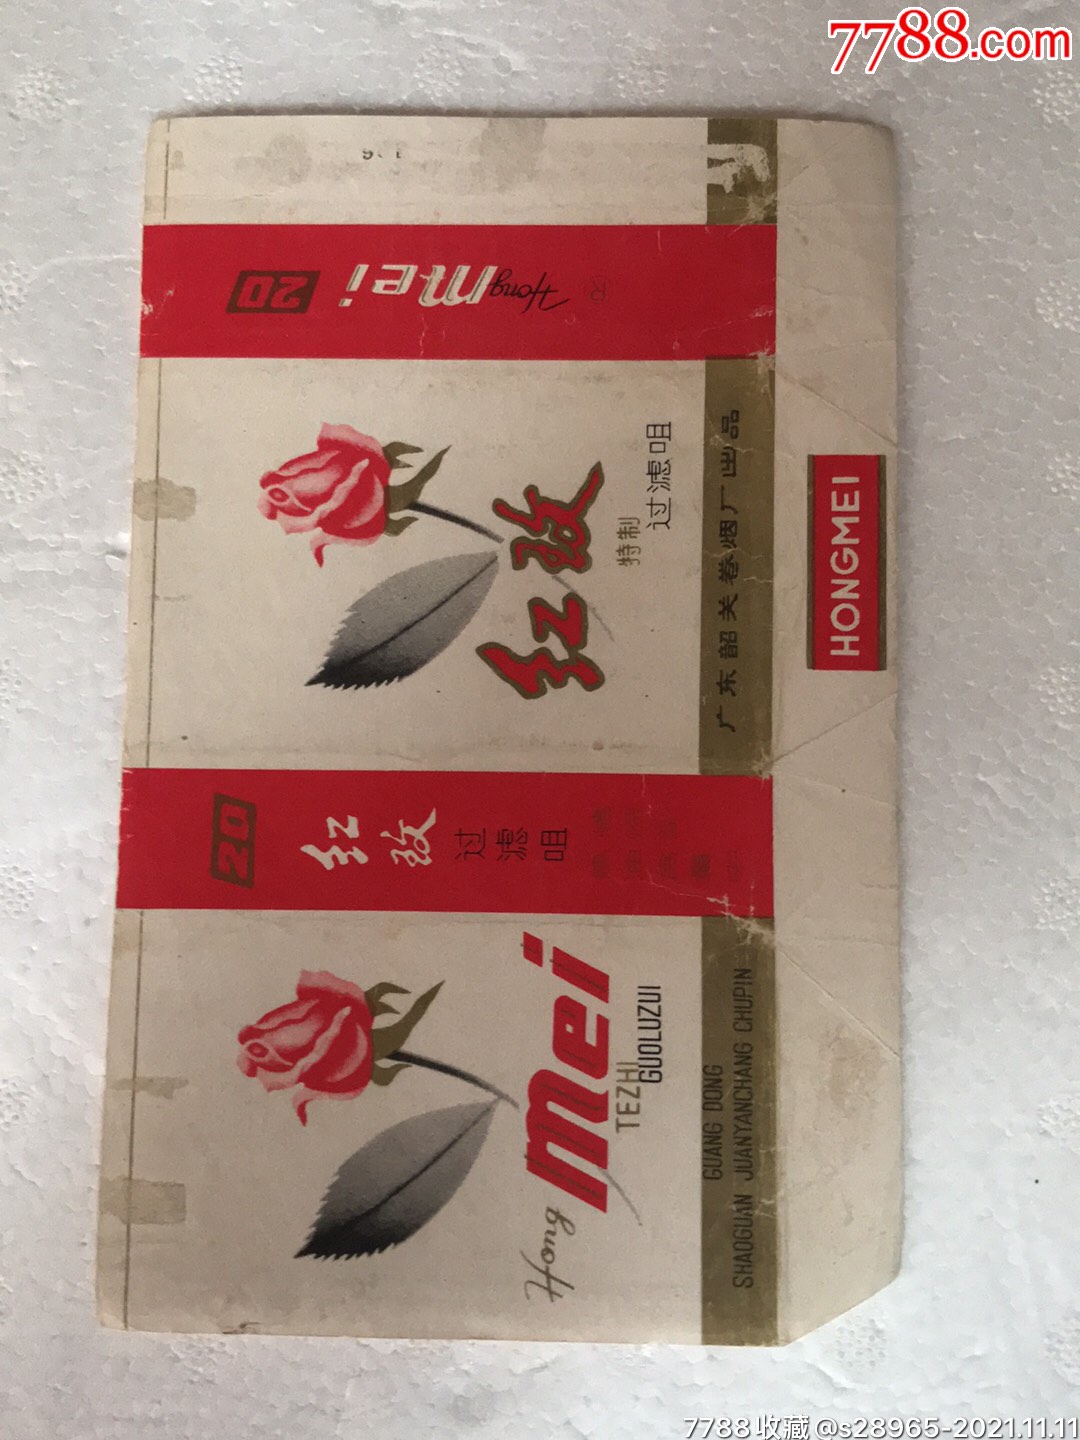 7788.com
Hong mei
20
®
红玫
特制
过滤咀
广东韶关卷烟厂出品
HONGMEI
20
红玫
过滤咀
Hong mei
TEZHI
GUOLUZUI
GUANG DONG
SHAOGUAN JUANYANCHANG CHUPIN
7788收藏@s28965-2021.11.11